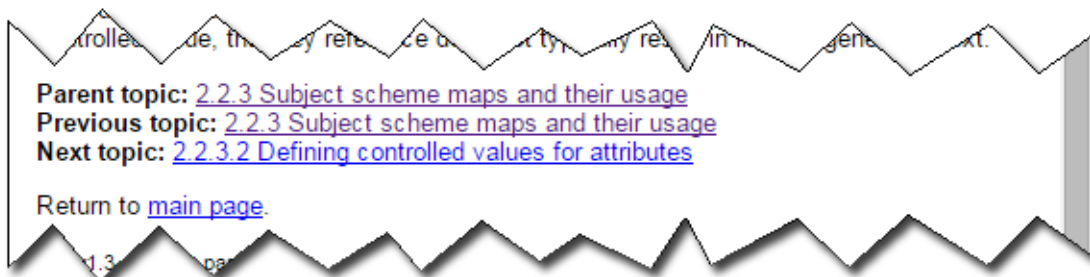 in
Parent topic: 2.2.3 Subject scheme maps and their usage
Previous topic: 2.2.3 Subject scheme maps and their usage
Next topic: 2.2.3.2 Defining controlled values for attributes
Return to main page.